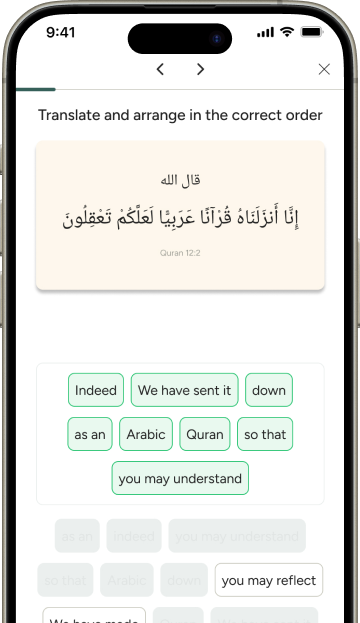 9:41
Translate and arrange in the correct order
قال الله
إِنَّا أَنزَلْنَاهُ قُرْآنًا عَرَبِيًّا لَعَلَّكُمْ تَعْقِلُونَ
Quran 12:2
Indeed We have sent it down
as an Arabic Quran so that
you may understand
as an indeed you may understand
so that Arabic down you may reflect
We have made Quran